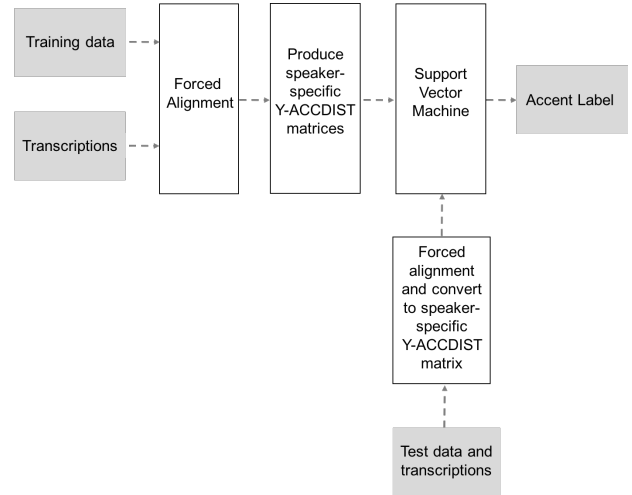 Training data
Transcriptions
Forced
Alignment
Produce
speaker-
specific
Y-ACCDIST
matrices
Support
Vector
Machine
Accent Label
Forced
alignment
and convert
to speaker-
specific
Y-ACCDIST
matrix
Test data and
transcriptions